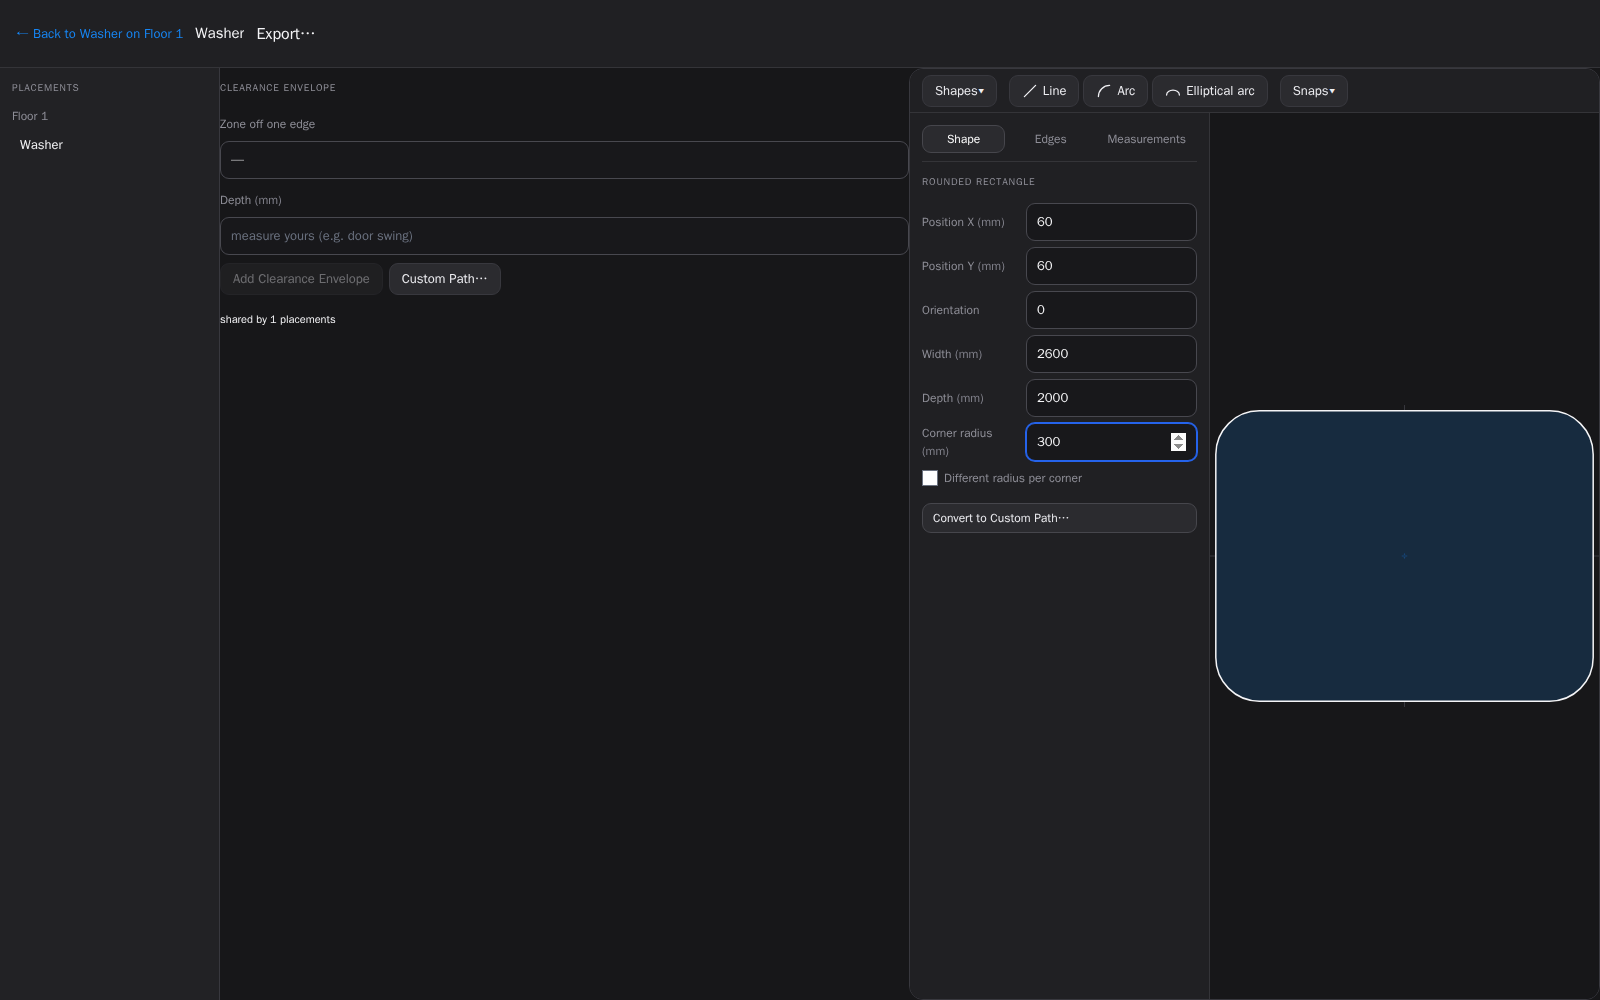 ← Back to Washer on Floor 1 Washer Export…
PLACEMENTS
Floor 1
Washer
CLEARANCE ENVELOPE
Zone off one edge
—
Depth (mm)
measure yours (e.g. door swing)
Add Clearance Envelope Custom Path…
shared by 1 placements
Shapes▾ Line Arc Elliptical arc Snaps▾
Shape Edges Measurements
ROUNDED RECTANGLE
Position X (mm) 60
Position Y (mm) 60
Orientation 0
Width (mm) 2600
Depth (mm) 2000
Corner radius (mm) 300
Different radius per corner
Convert to Custom Path…